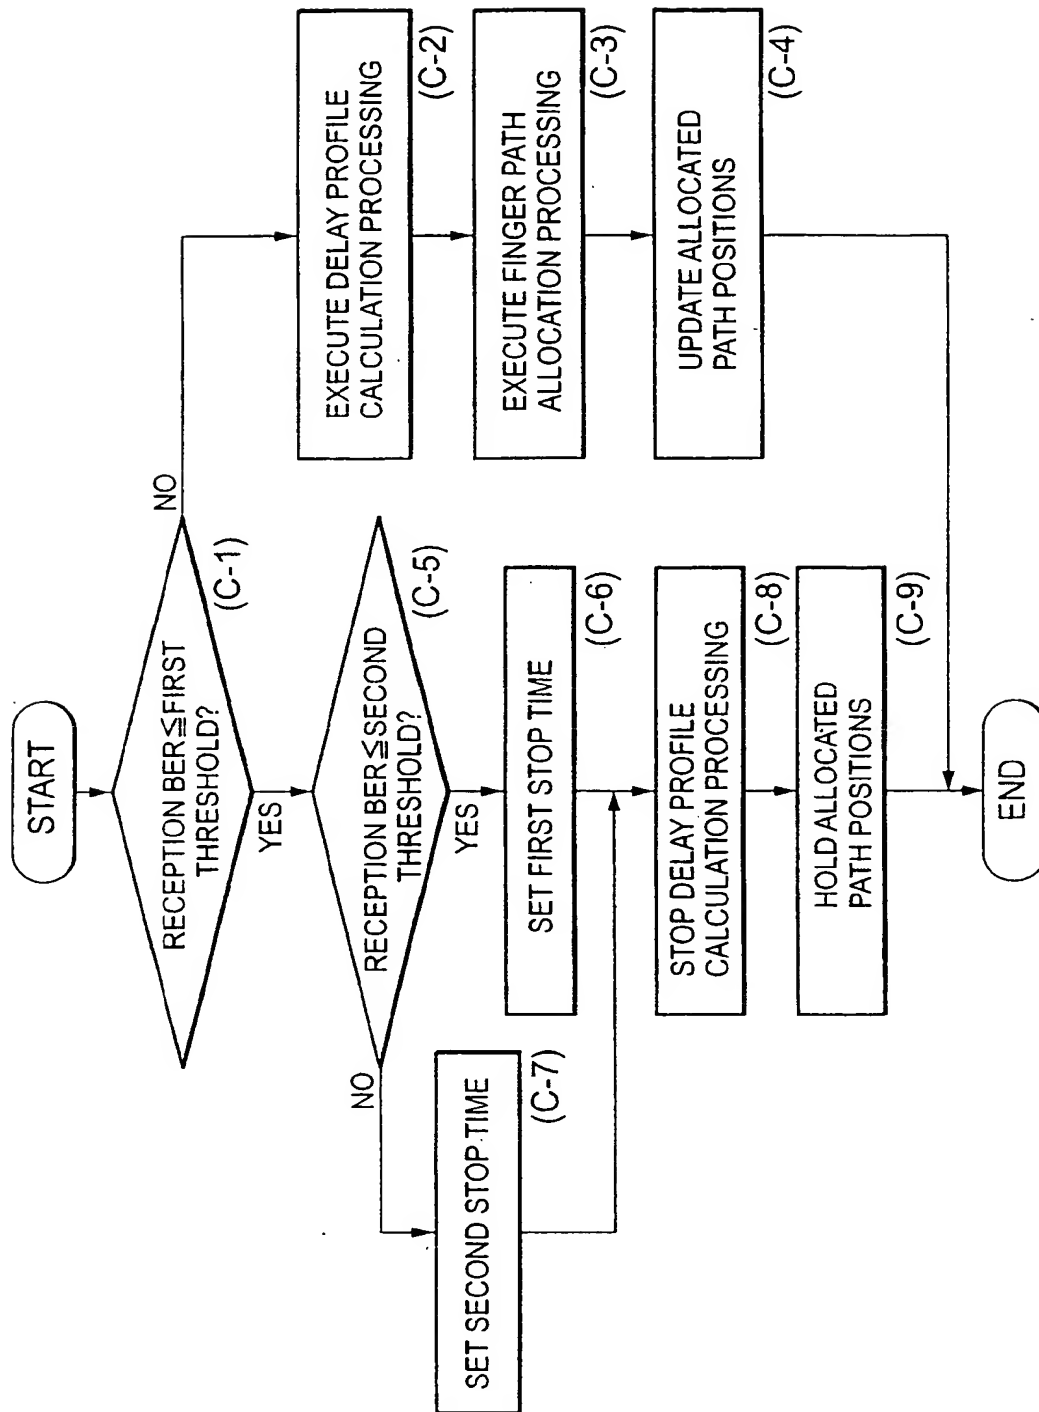 START
RECEPTION BER≦FIRST
THRESHOLD?
(C-1)
NO
YES
EXECUTE DELAY PROFILE
CALCULATION PROCESSING
(C-2)
EXECUTE FINGER PATH
ALLOCATION PROCESSING
(C-3)
UPDATE ALLOCATED
PATH POSITIONS
(C-4)
RECEPTION BER≦SECOND
THRESHOLD?
(C-5)
NO
YES
SET FIRST STOP TIME
(C-6)
SET SECOND STOP TIME
(C-7)
STOP DELAY PROFILE
CALCULATION PROCESSING
(C-8)
HOLD ALLOCATED
PATH POSITIONS
(C-9)
END